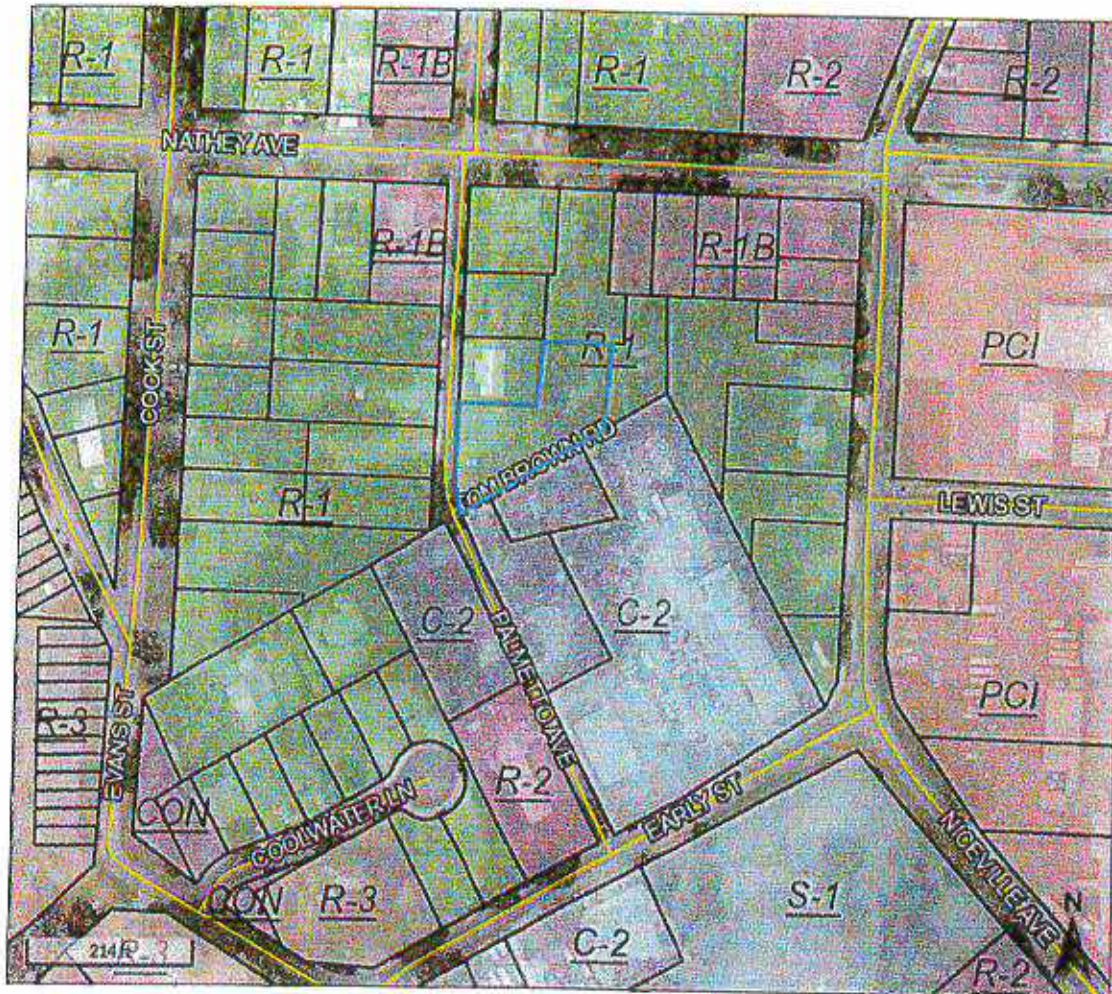 R-1
R-1
R-1B
R-1
R-2
R-2
NATHEY AVE
R-1B
R-1B
R-1
R-1
PCI
COCK ST
TOM BROWN RD
R-1
LEWIS ST
C-2
C-2
PALMETTO AVE
PCI
R-3
EVANS ST
R-2
CON
COOLWATER LN
EARLY ST
CON
R-3
S-1
NICEVILLE AVE
N
C-2
R-2